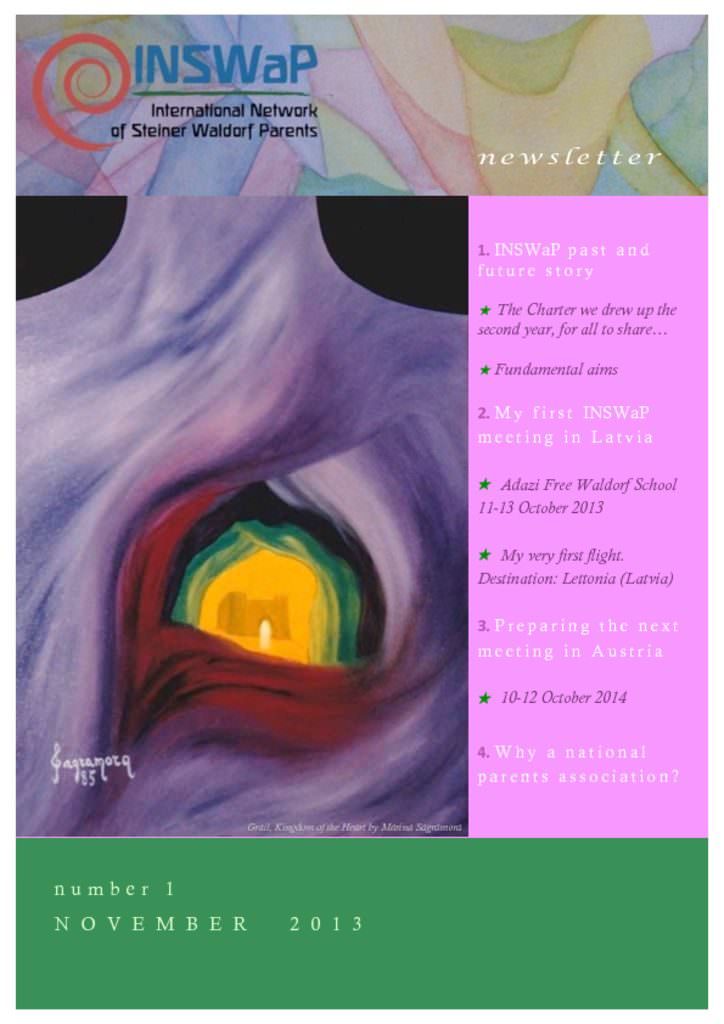 INSWaP
International Network
of Steiner Waldorf Parents
newsletter
1. INSWaP past and
future story
★ The Charter we drew up the
second year, for all to share…
★ Fundamental aims
2. My first INSWaP
meeting in Latvia
★ Adazi Free Waldorf School
11-13 October 2013
★ My very first flight.
Destination: Lettonia (Latvia)
3. Preparing the next
meeting in Austria
★ 10-12 October 2014
4. Why a national
parents association?
Sagramora
85
Grail, Kingdom of the Heart by Marina Sagramora
number 1
NOVEMBER 2013